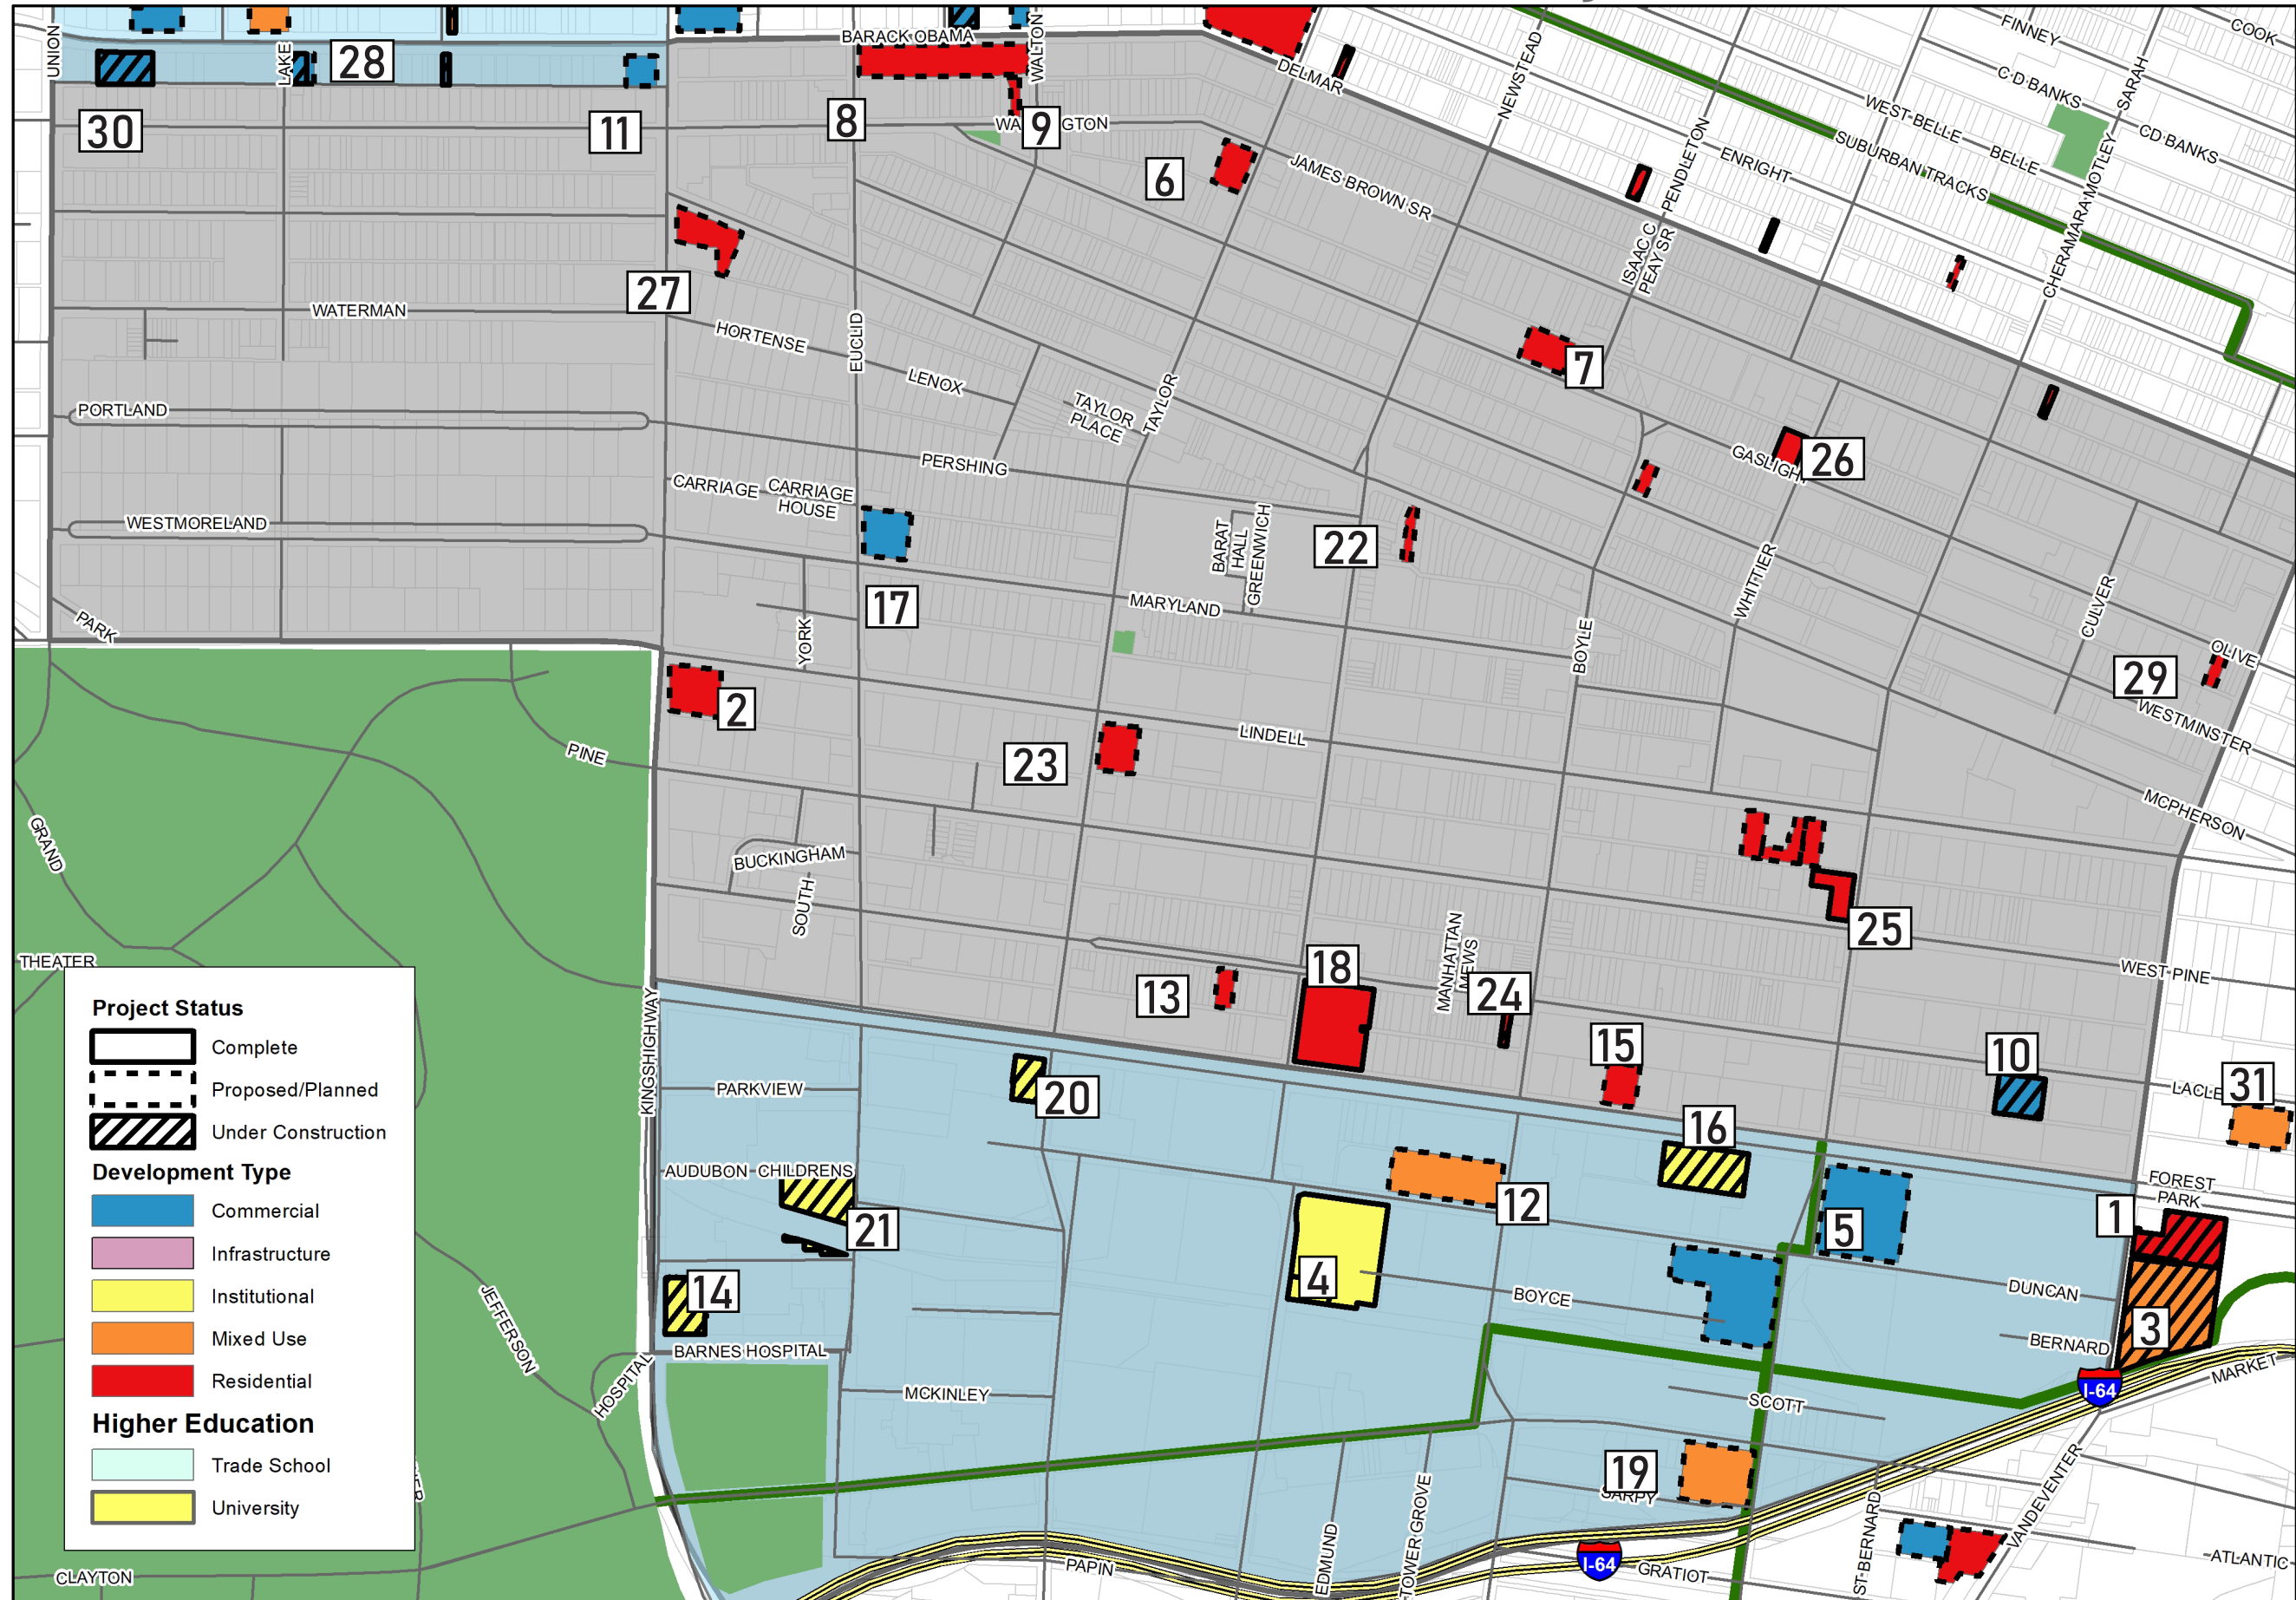 UNION
LAKE
28
BARACK OBAMA
WALTON
DELMAR
NEWSTEAD
FINNEY
COOK
C D BANKS
SARAH
CD BANKS
WEST BELLE
BELLE
SUBURBAN TRACKS
ENRIGHT
PENDLETON
CHERAMARA MOTLEY
30
11
8
9
6
JAMES BROWN SR
ISAAC C
PEAY SR
27
WATERMAN
HORTENSE
EUCLID
LENOX
TAYLOR
PLACE
TAYLOR
7
PORTLAND
PERSHING
26
CARRIAGE
CARRIAGE
HOUSE
WESTMORELAND
BARAT
HALL
GREENWICH
22
17
MARYLAND
WHITTIER
CULVER
PARK
YORK
BOYLE
OLIVE
29
WESTMINSTER
2
PINE
23
LINDELL
MCPHERSON
GRAND
BUCKINGHAM
SOUTH
25
MANHATTAN
MEWS
WEST PINE
THEATER
KINGSHIGHWAY
13
18
24
15
10
31
PARKVIEW
20
16
AUDUBON
CHILDRENS
FOREST
PARK
21
12
5
1
14
4
BOYCE
DUNCAN
BERNARD
3
JEFFERSON
HOSPITAL
BARNES HOSPITAL
MCKINLEY
SCOTT
I-64
MARKET
19
EDMUND
TOWER GROVE
ST BERNARD
VANDEVENTER
PAPIN
I-64
GRATIOT
ATLANTIC
CLAYTON
Project Status
Complete
Proposed/Planned
Under Construction
Development Type
Commercial
Infrastructure
Institutional
Mixed Use
Residential
Higher Education
Trade School
University